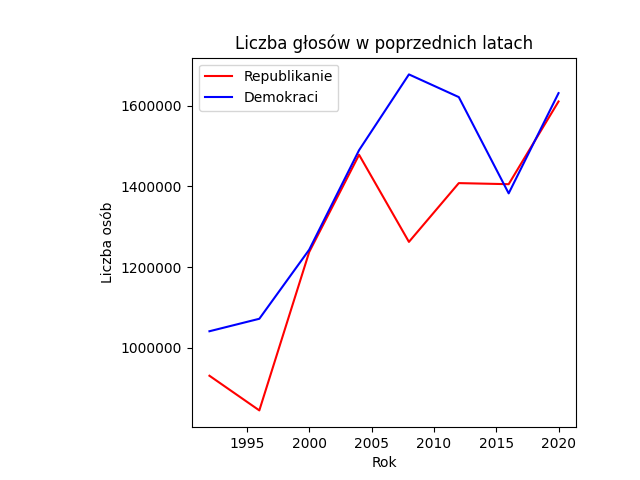 Liczba głosów w poprzednich latach
Republikanie
Demokraci
1600000
1400000
1200000
1000000
Liczba osób
1995 2000 2005 2010 2015 2020
Rok